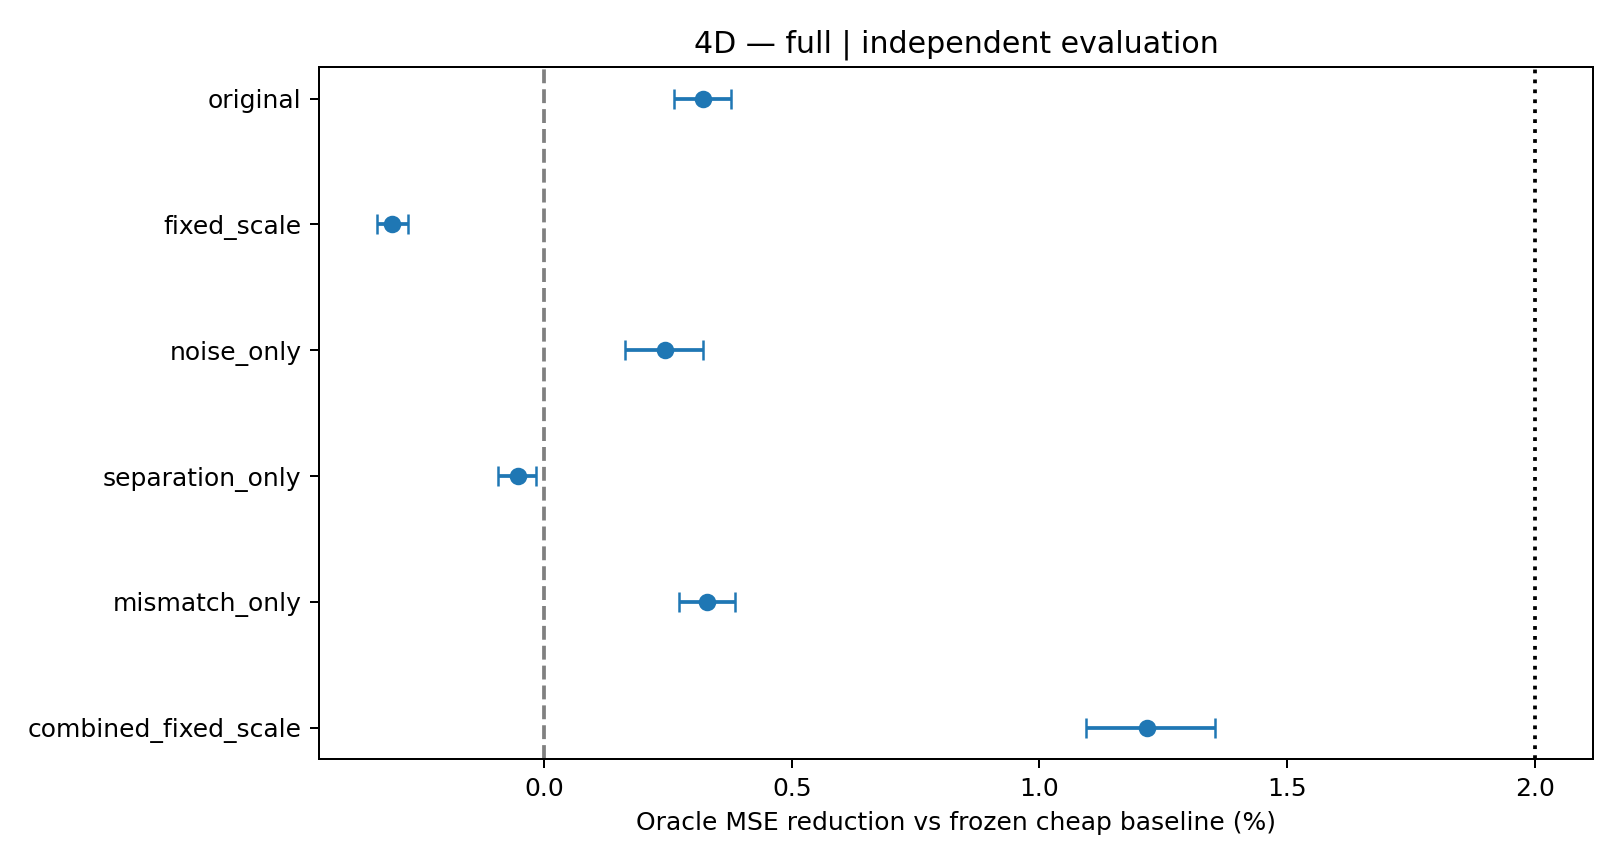 4D — full | independent evaluation
original
fixed_scale
noise_only
separation_only
mismatch_only
combined_fixed_scale
0.0 0.5 1.0 1.5 2.0
Oracle MSE reduction vs frozen cheap baseline (%)